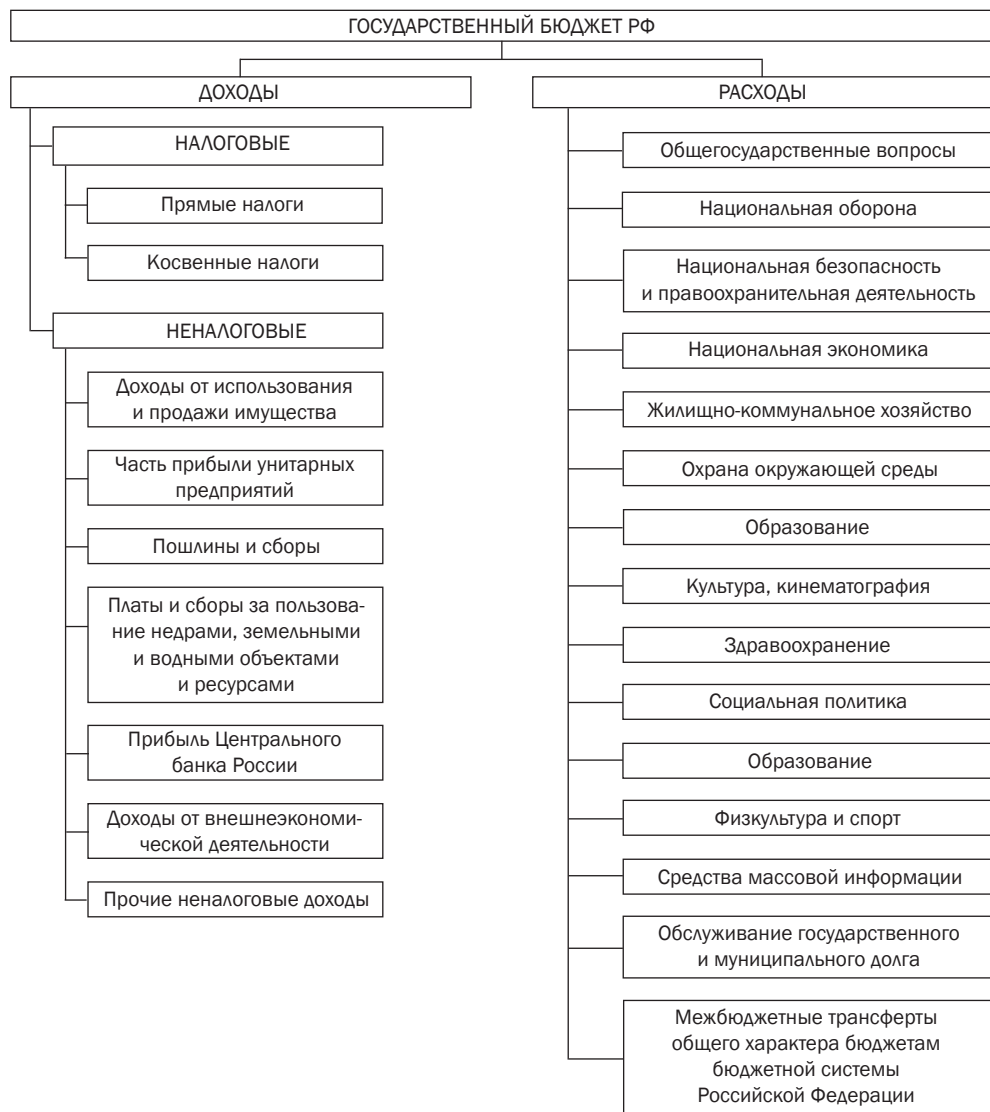 ГОСУДАРСТВЕННЫЙ БЮДЖЕТ РФ
ДОХОДЫ
НАЛОГОВЫЕ
Прямые налоги
Косвенные налоги
НЕНАЛОГОВЫЕ
Доходы от использования
и продажи имущества
Часть прибыли унитарных
предприятий
Пошлины и сборы
Платы и сборы за пользова-
ние недрами, земельными
и водными объектами
и ресурсами
Прибыль Центрального
банка России
Доходы от внешнеэкономи-
ческой деятельности
Прочие неналоговые доходы
РАСХОДЫ
Общегосударственные вопросы
Национальная оборона
Национальная безопасность
и правоохранительная деятельность
Национальная экономика
Жилищно-коммунальное хозяйство
Охрана окружающей среды
Образование
Культура, кинематография
Здравоохранение
Социальная политика
Образование
Физкультура и спорт
Средства массовой информации
Обслуживание государственного
и муниципального долга
Межбюджетные трансферты
общего характера бюджетам
бюджетной системы
Российской Федерации